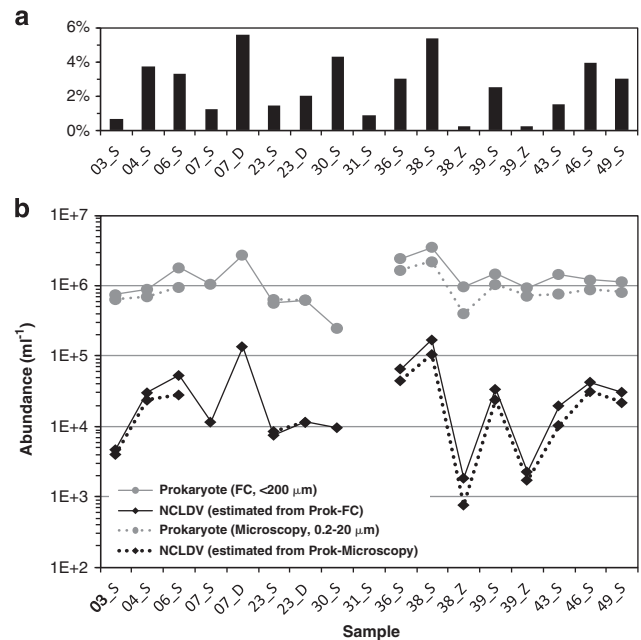 a
6%
4%
2%
0%
03_S 04_S 06_S 07_S 07_D 23_S 23_D 30_S 31_S 36_S 38_S 38_Z 39_S 39_Z 43_S 46_S 49_S
b
1E+7
1E+6
1E+5
1E+4
1E+3
1E+2
Abundance (ml⁻¹)
Prokaryote (FC, <200 µm)
NCLDV (estimated from Prok-FC)
Prokaryote (Microscopy, 0.2-20 µm)
NCLDV (estimated from Prok-Microscopy)
03_S 04_S 06_S 07_S 07_D 23_S 23_D 30_S 31_S 36_S 38_S 38_Z 39_S 39_Z 43_S 46_S 49_S
Sample